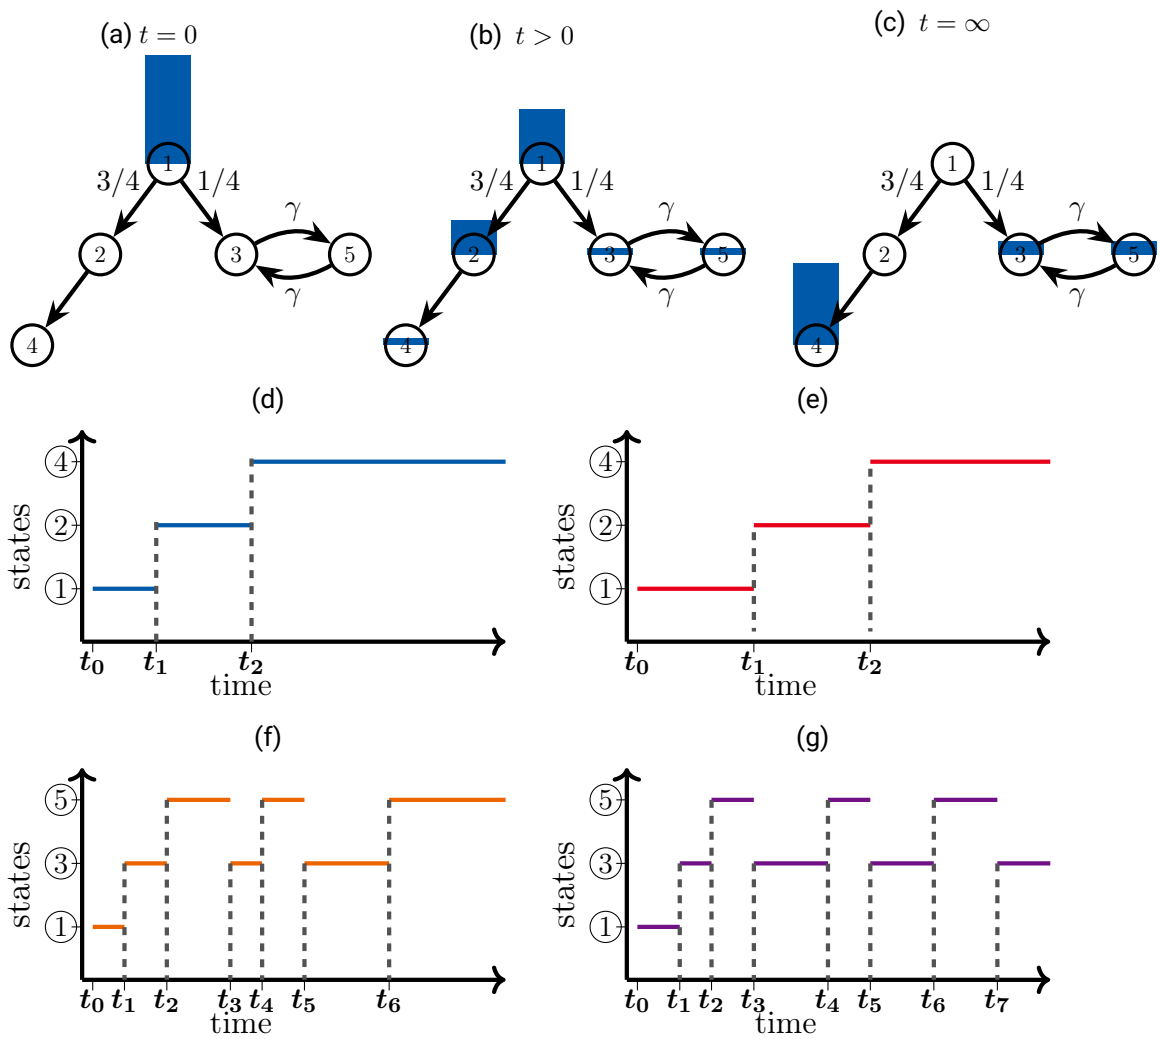 (a) t = 0
(b) t > 0
(c) t = ∞
1
3/4 1/4
2 3 γ γ 5
4
1
3/4 1/4
2 3 γ γ 5
4
1
3/4 1/4
2 3 γ γ 5
4
(d)
states
4
2
1
t0 t1 t2
time
(e)
states
4
2
1
t0 t1 t2
time
(f)
states
5
3
1
t0 t1 t2 t3 t4 t5 t6
time
(g)
states
5
3
1
t0 t1 t2 t3 t4 t5 t6 t7
time